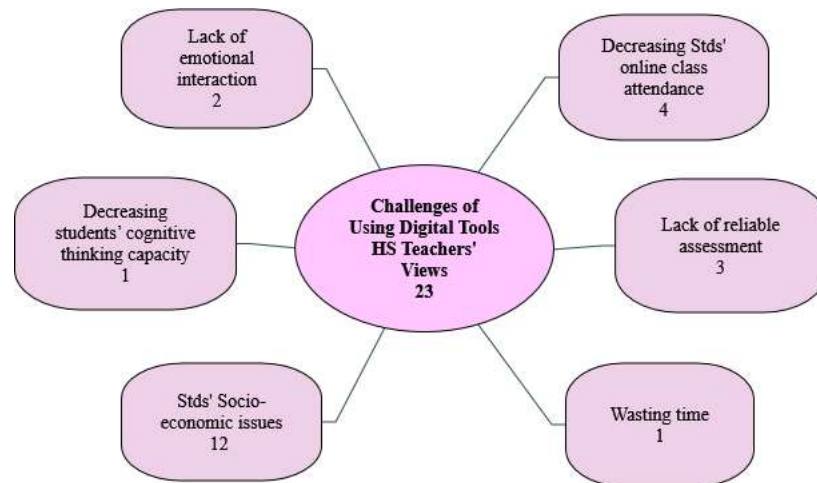 Lack of
emotional
interaction
2
Decreasing Stds'
online class
attendance
4
Decreasing
students’ cognitive
thinking capacity
1
Challenges of
Using Digital Tools
HS Teachers'
Views
23
Lack of reliable
assessment
3
Stds' Socio-
economic issues
12
Wasting time
1